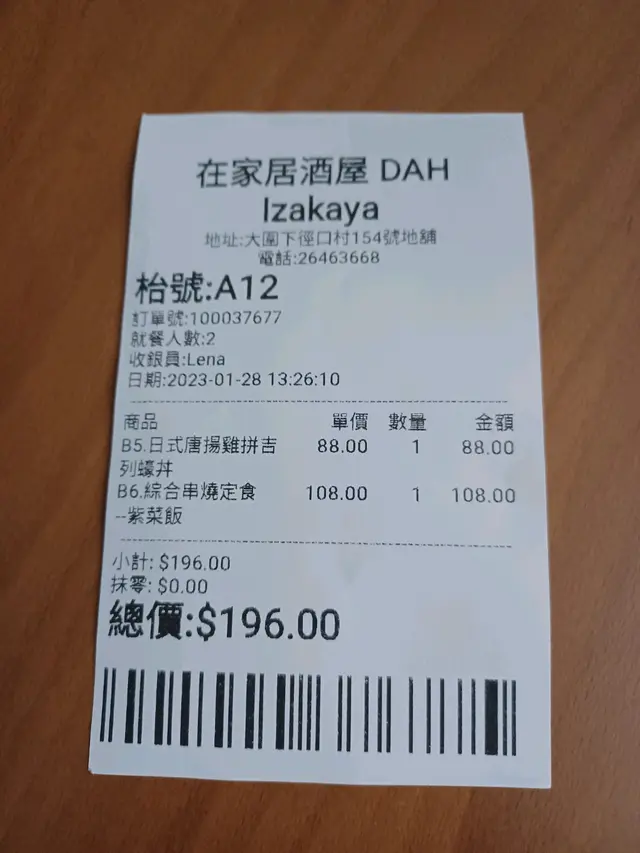 在家居酒屋 DAH
Izakaya
地址:大圍下徑口村154號地舖
電話:26463668
枱號:A12
訂單號:100037677
就餐人數:2
收銀員:Lena
日期:2023-01-28 13:26:10
商品 單價 數量 金額
B5.日式唐揚雞拼吉 88.00 1 88.00
列蠔丼
B6.綜合串燒定食 108.00 1 108.00
--紫菜飯
小計: $196.00
抹零: $0.00
總價:$196.00